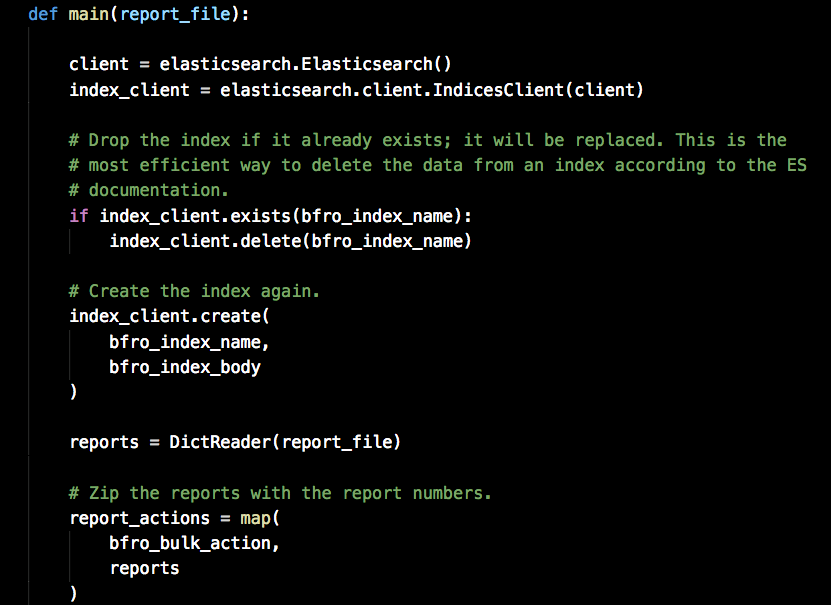 def main(report_file):
client = elasticsearch.Elasticsearch()
index_client = elasticsearch.client.IndicesClient(client)
# Drop the index if it already exists; it will be replaced. This is the
# most efficient way to delete the data from an index according to the ES
# documentation.
if index_client.exists(bfro_index_name):
index_client.delete(bfro_index_name)
# Create the index again.
index_client.create(
bfro_index_name,
bfro_index_body
)
reports = DictReader(report_file)
# Zip the reports with the report numbers.
report_actions = map(
bfro_bulk_action,
reports
)